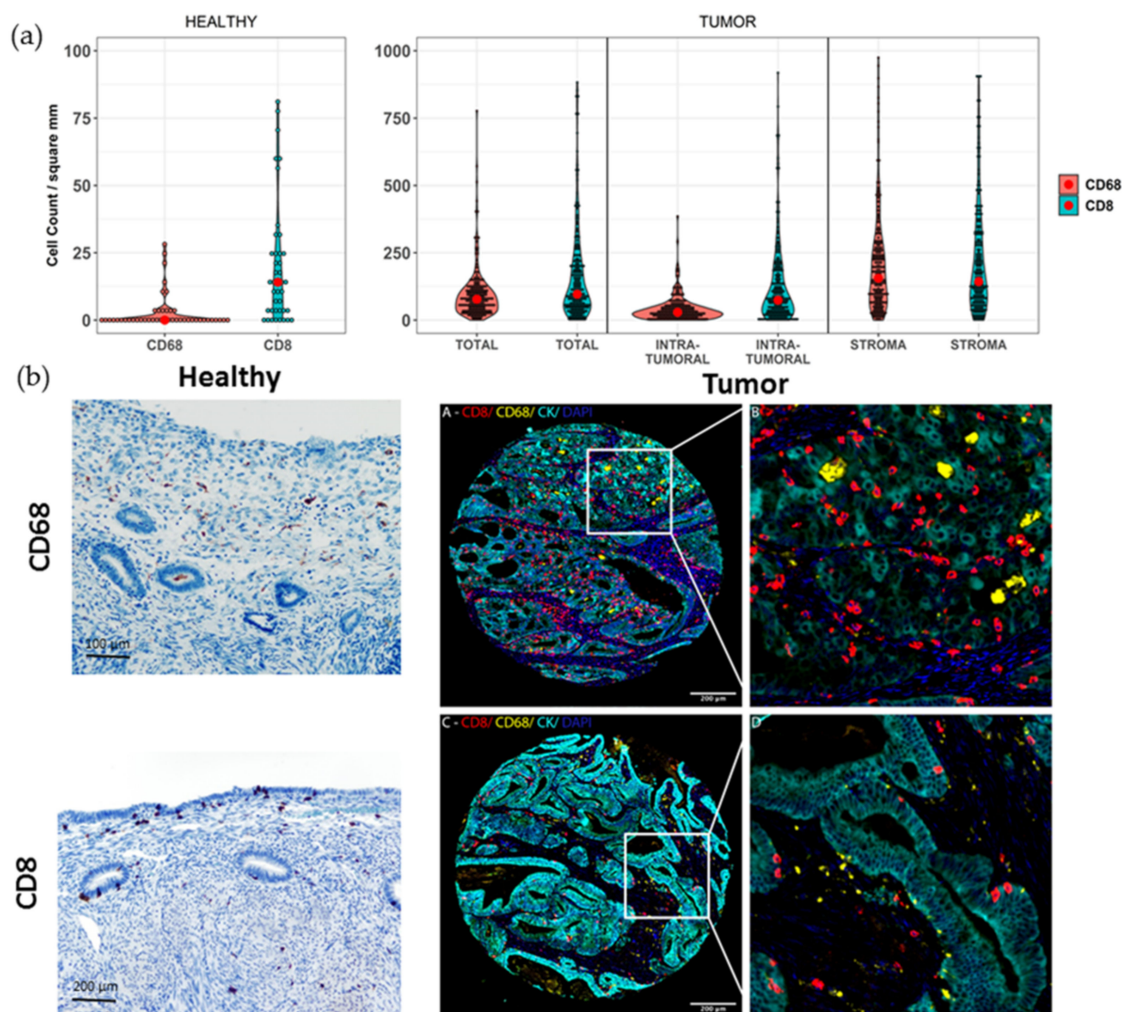 (a)
HEALTHY
TUMOR
Cell Count / square mm
100
75
50
25
0
CD68
CD8
1000
750
500
250
0
TOTAL
TOTAL
INTRA-
TUMORAL
INTRA-
TUMORAL
STROMA
STROMA
CD68
CD8
(b)
Healthy
Tumor
CD68
100 µm
A - CD8/ CD68/ CK/ DAPI
200 µm
B
CD8
200 µm
C - CD8/ CD68/ CK/ DAPI
200 µm
D